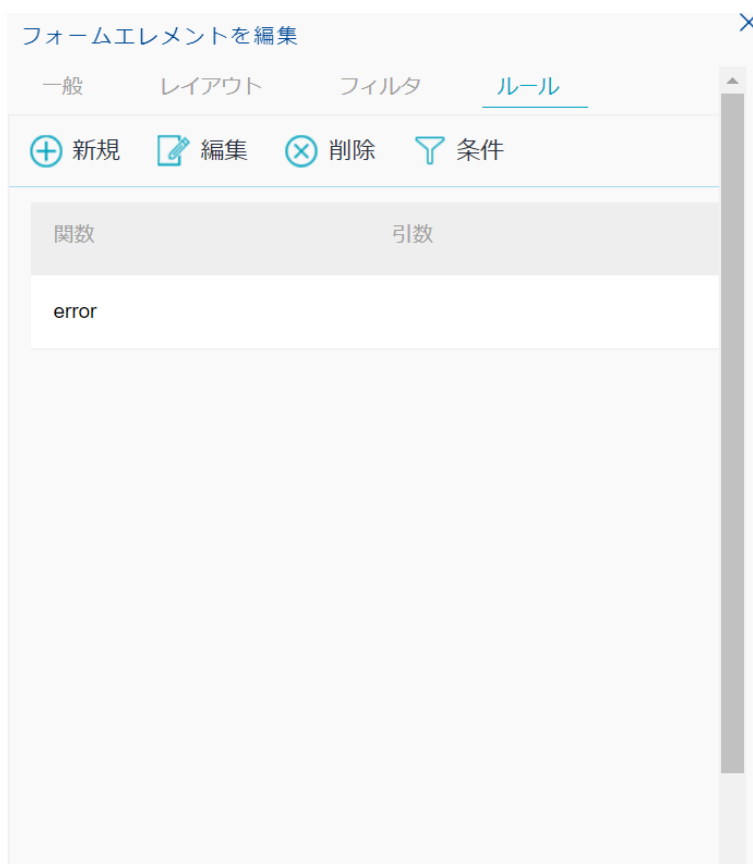 フォームエレメントを編集
一般 レイアウト フィルタ ルール
新規 編集 削除 条件
関数 引数
error